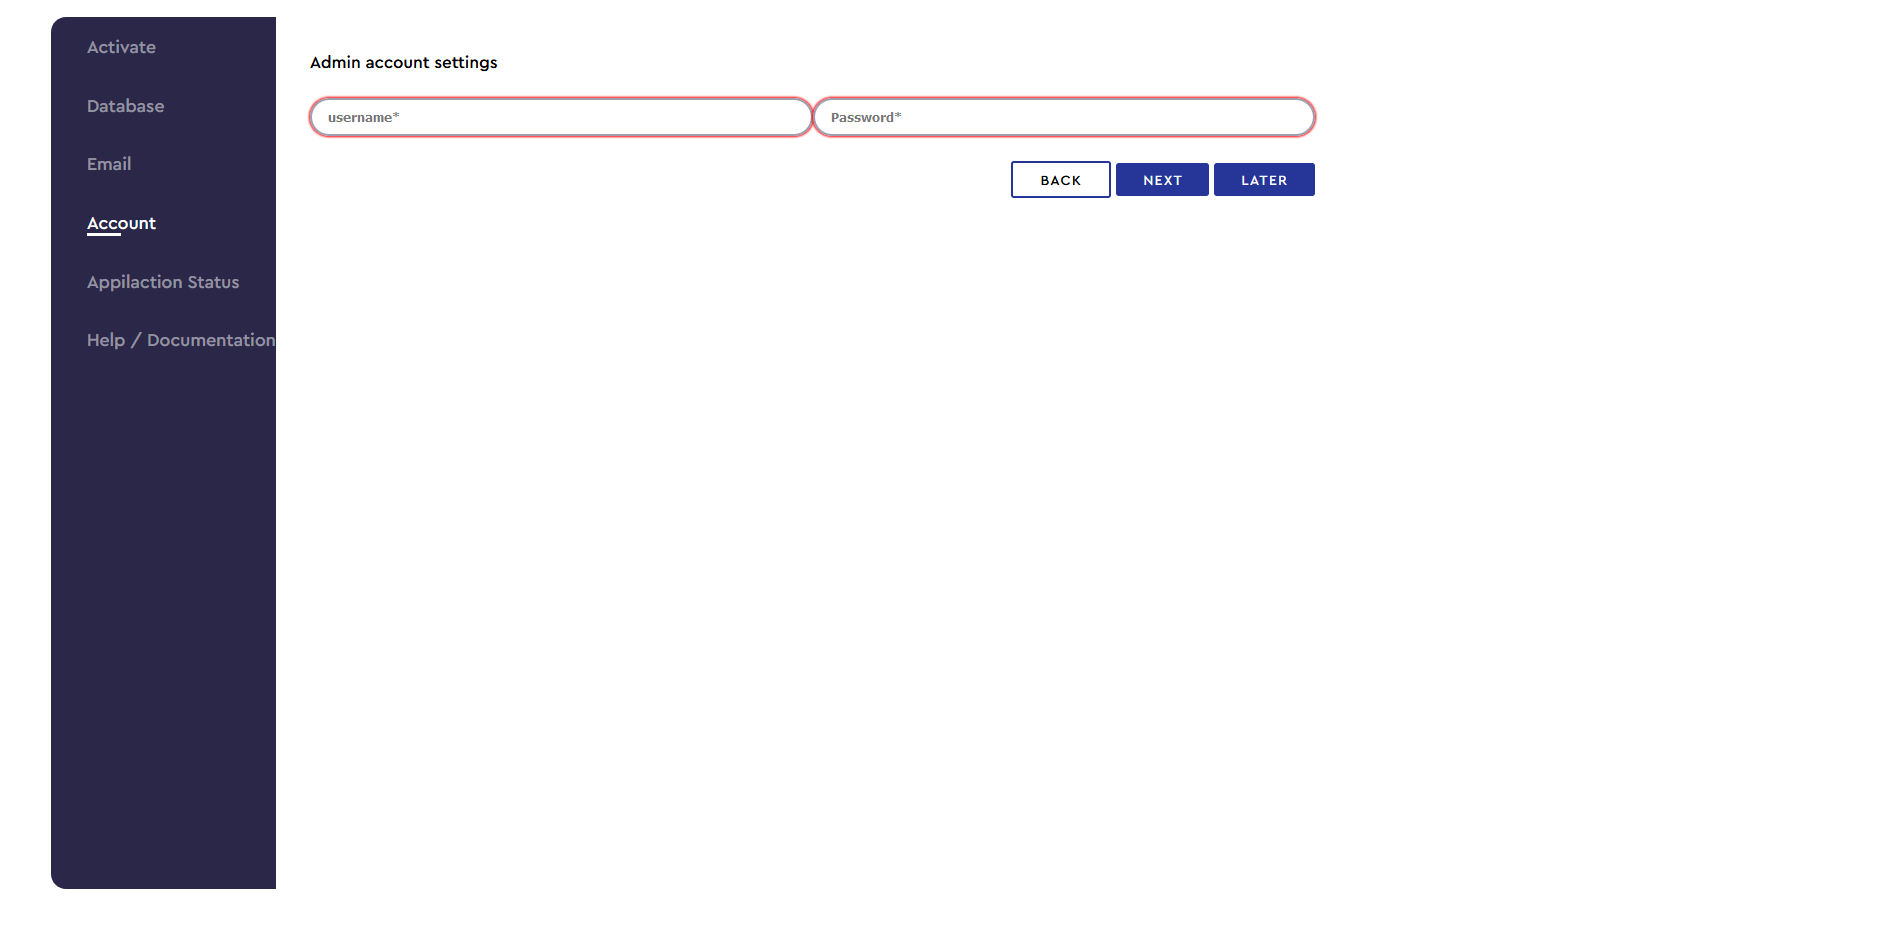 Activate
Database
Email
Account
Appilaction Status
Help / Documentation
Admin account settings
username*
Password*
BACK
NEXT
LATER